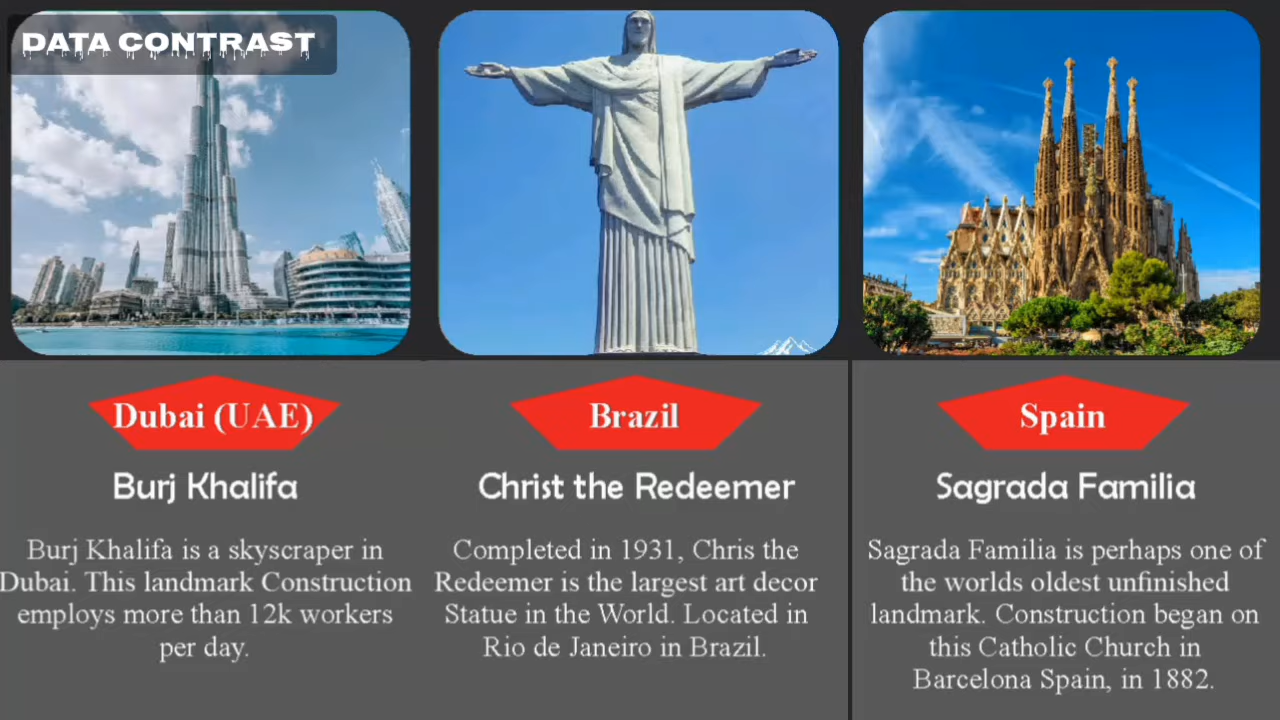 DATA CONTRAST
Dubai (UAE)
Burj Khalifa
Burj Khalifa is a skyscraper in
Dubai. This landmark Construction
employs more than 12k workers
per day.
Brazil
Christ the Redeemer
Completed in 1931, Chris the
Redeemer is the largest art decor
Statue in the World. Located in
Rio de Janeiro in Brazil.
Spain
Sagrada Familia
Sagrada Familia is perhaps one of
the worlds oldest unfinished
landmark. Construction began on
this Catholic Church in
Barcelona Spain, in 1882.